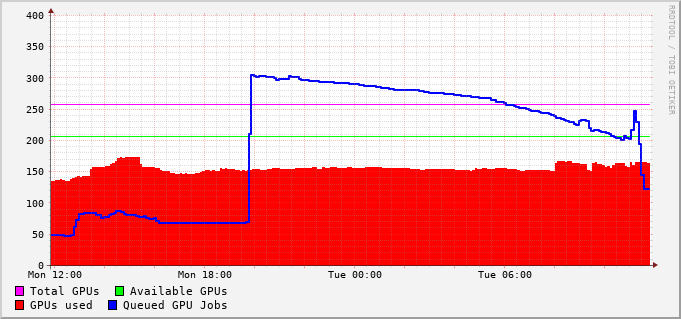 400
350
300
250
200
150
100
50
0
Mon 12:00 Mon 18:00 Tue 00:00 Tue 06:00
Total GPUs Available GPUs
GPUs used Queued GPU Jobs
RRDTOOL / TOBI OETIKER